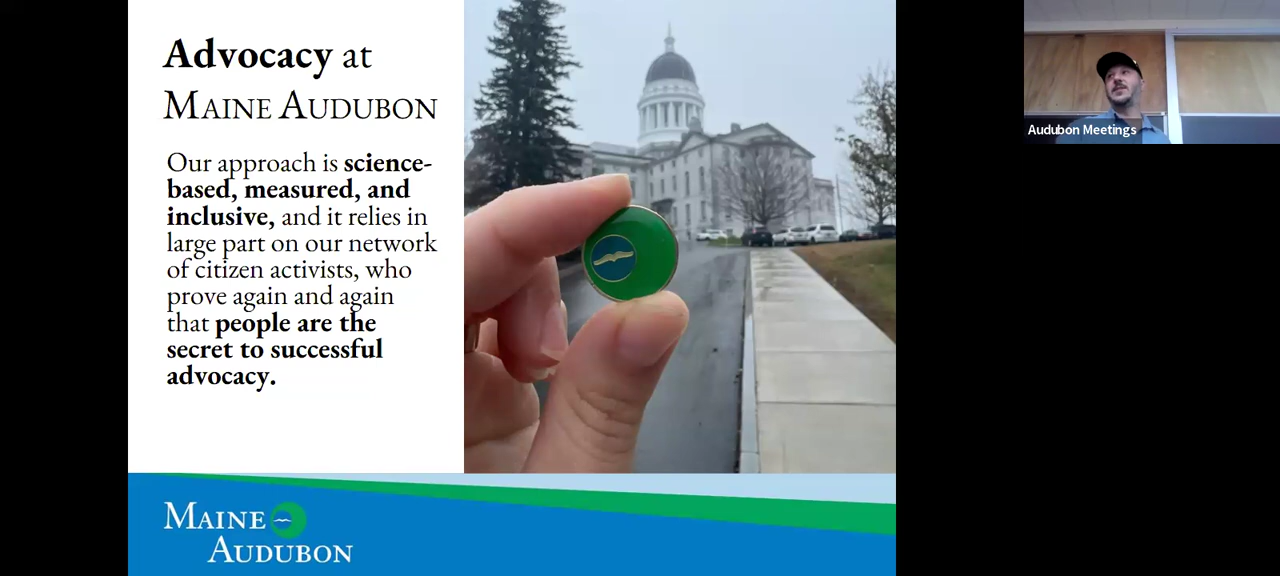 Advocacy at
MAINE AUDUBON
Our approach is science-
based, measured, and
inclusive, and it relies in
large part on our network
of citizen activists, who
prove again and again
that people are the
secret to successful
advocacy.
MAINE
AUDUBON
Audubon Meetings